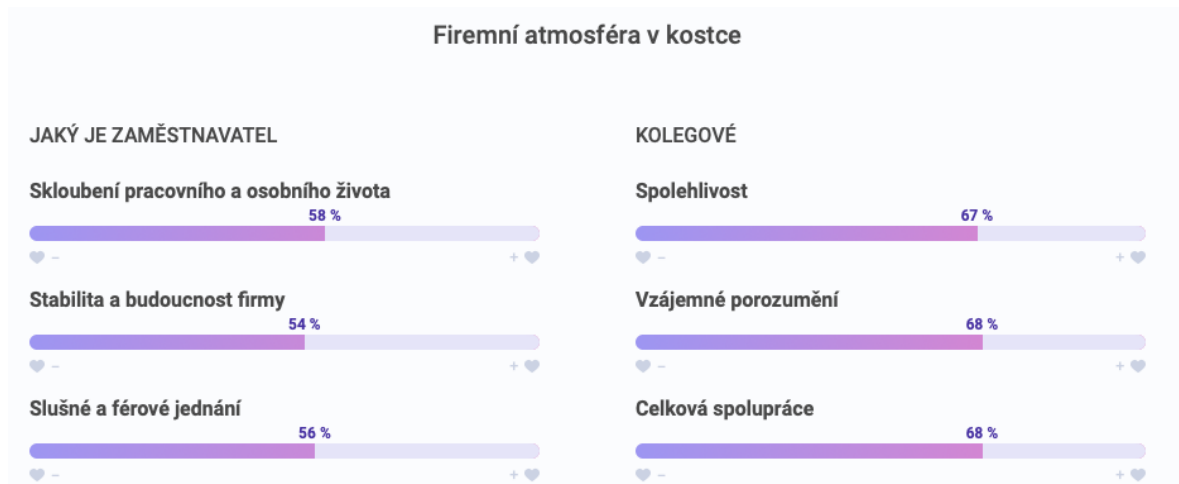 Firemní atmosféra v kostce
JAKÝ JE ZAMĚSTNAVATEL
Skloubení pracovního a osobního života
58 %
– +
Stabilita a budoucnost firmy
54 %
– +
Slušné a férové jednání
56 %
– +
KOLEGOVÉ
Spolehlivost
67 %
– +
Vzájemné porozumění
68 %
– +
Celková spolupráce
68 %
– +